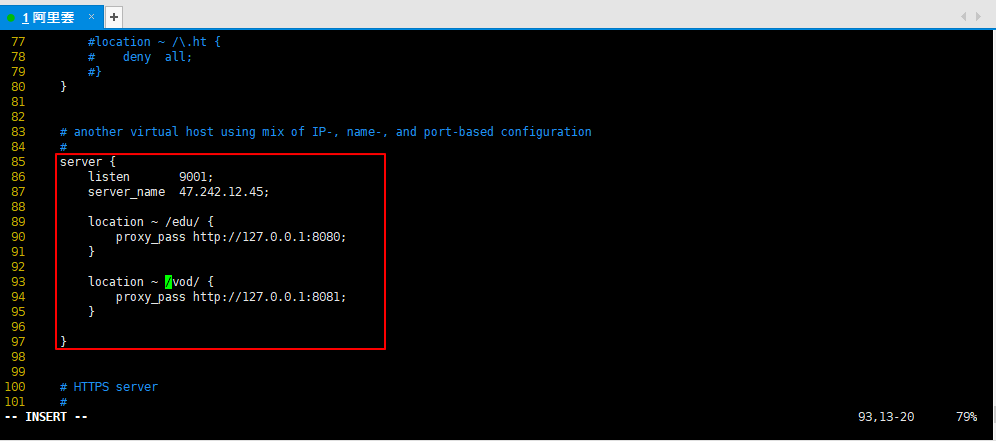 1 阿里雲 × +
77 #location ~ /\.ht {
78 #    deny  all;
79 #}
80 }
81
82
83 # another virtual host using mix of IP-, name-, and port-based configuration
84 #
85 server {
86 listen       9001;
87 server_name  47.242.12.45;
88
89 location ~ /edu/ {
90 proxy_pass http://127.0.0.1:8080;
91 }
92
93 location ~ /vod/ {
94 proxy_pass http://127.0.0.1:8081;
95 }
96
97 }
98
99
100 # HTTPS server
101 #
-- INSERT -- 93,13-20 79%